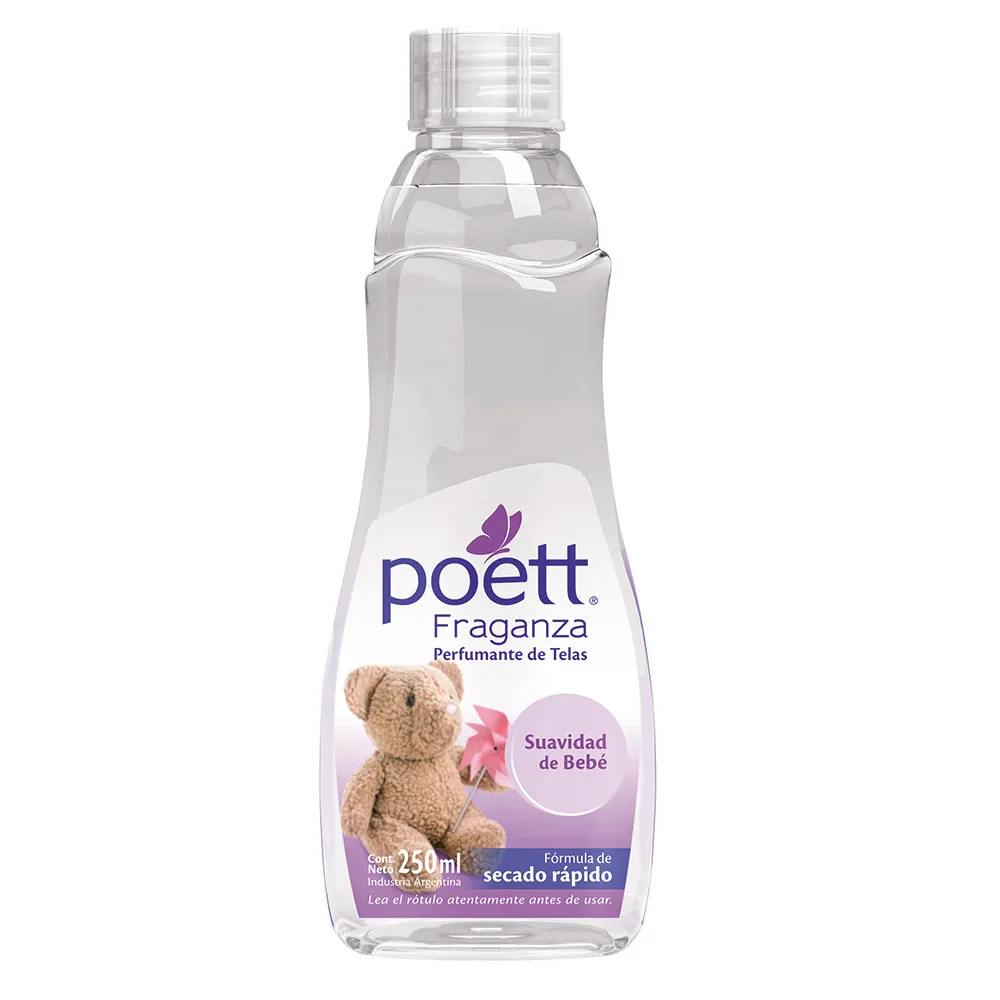 poett®
Fraganza
Perfumante de Telas
Suavidad
de Bebé
Cont.
Neto 250ml
Industria Argentina
Fórmula de
secado rápido
Lea el rótulo atentamente antes de usar.